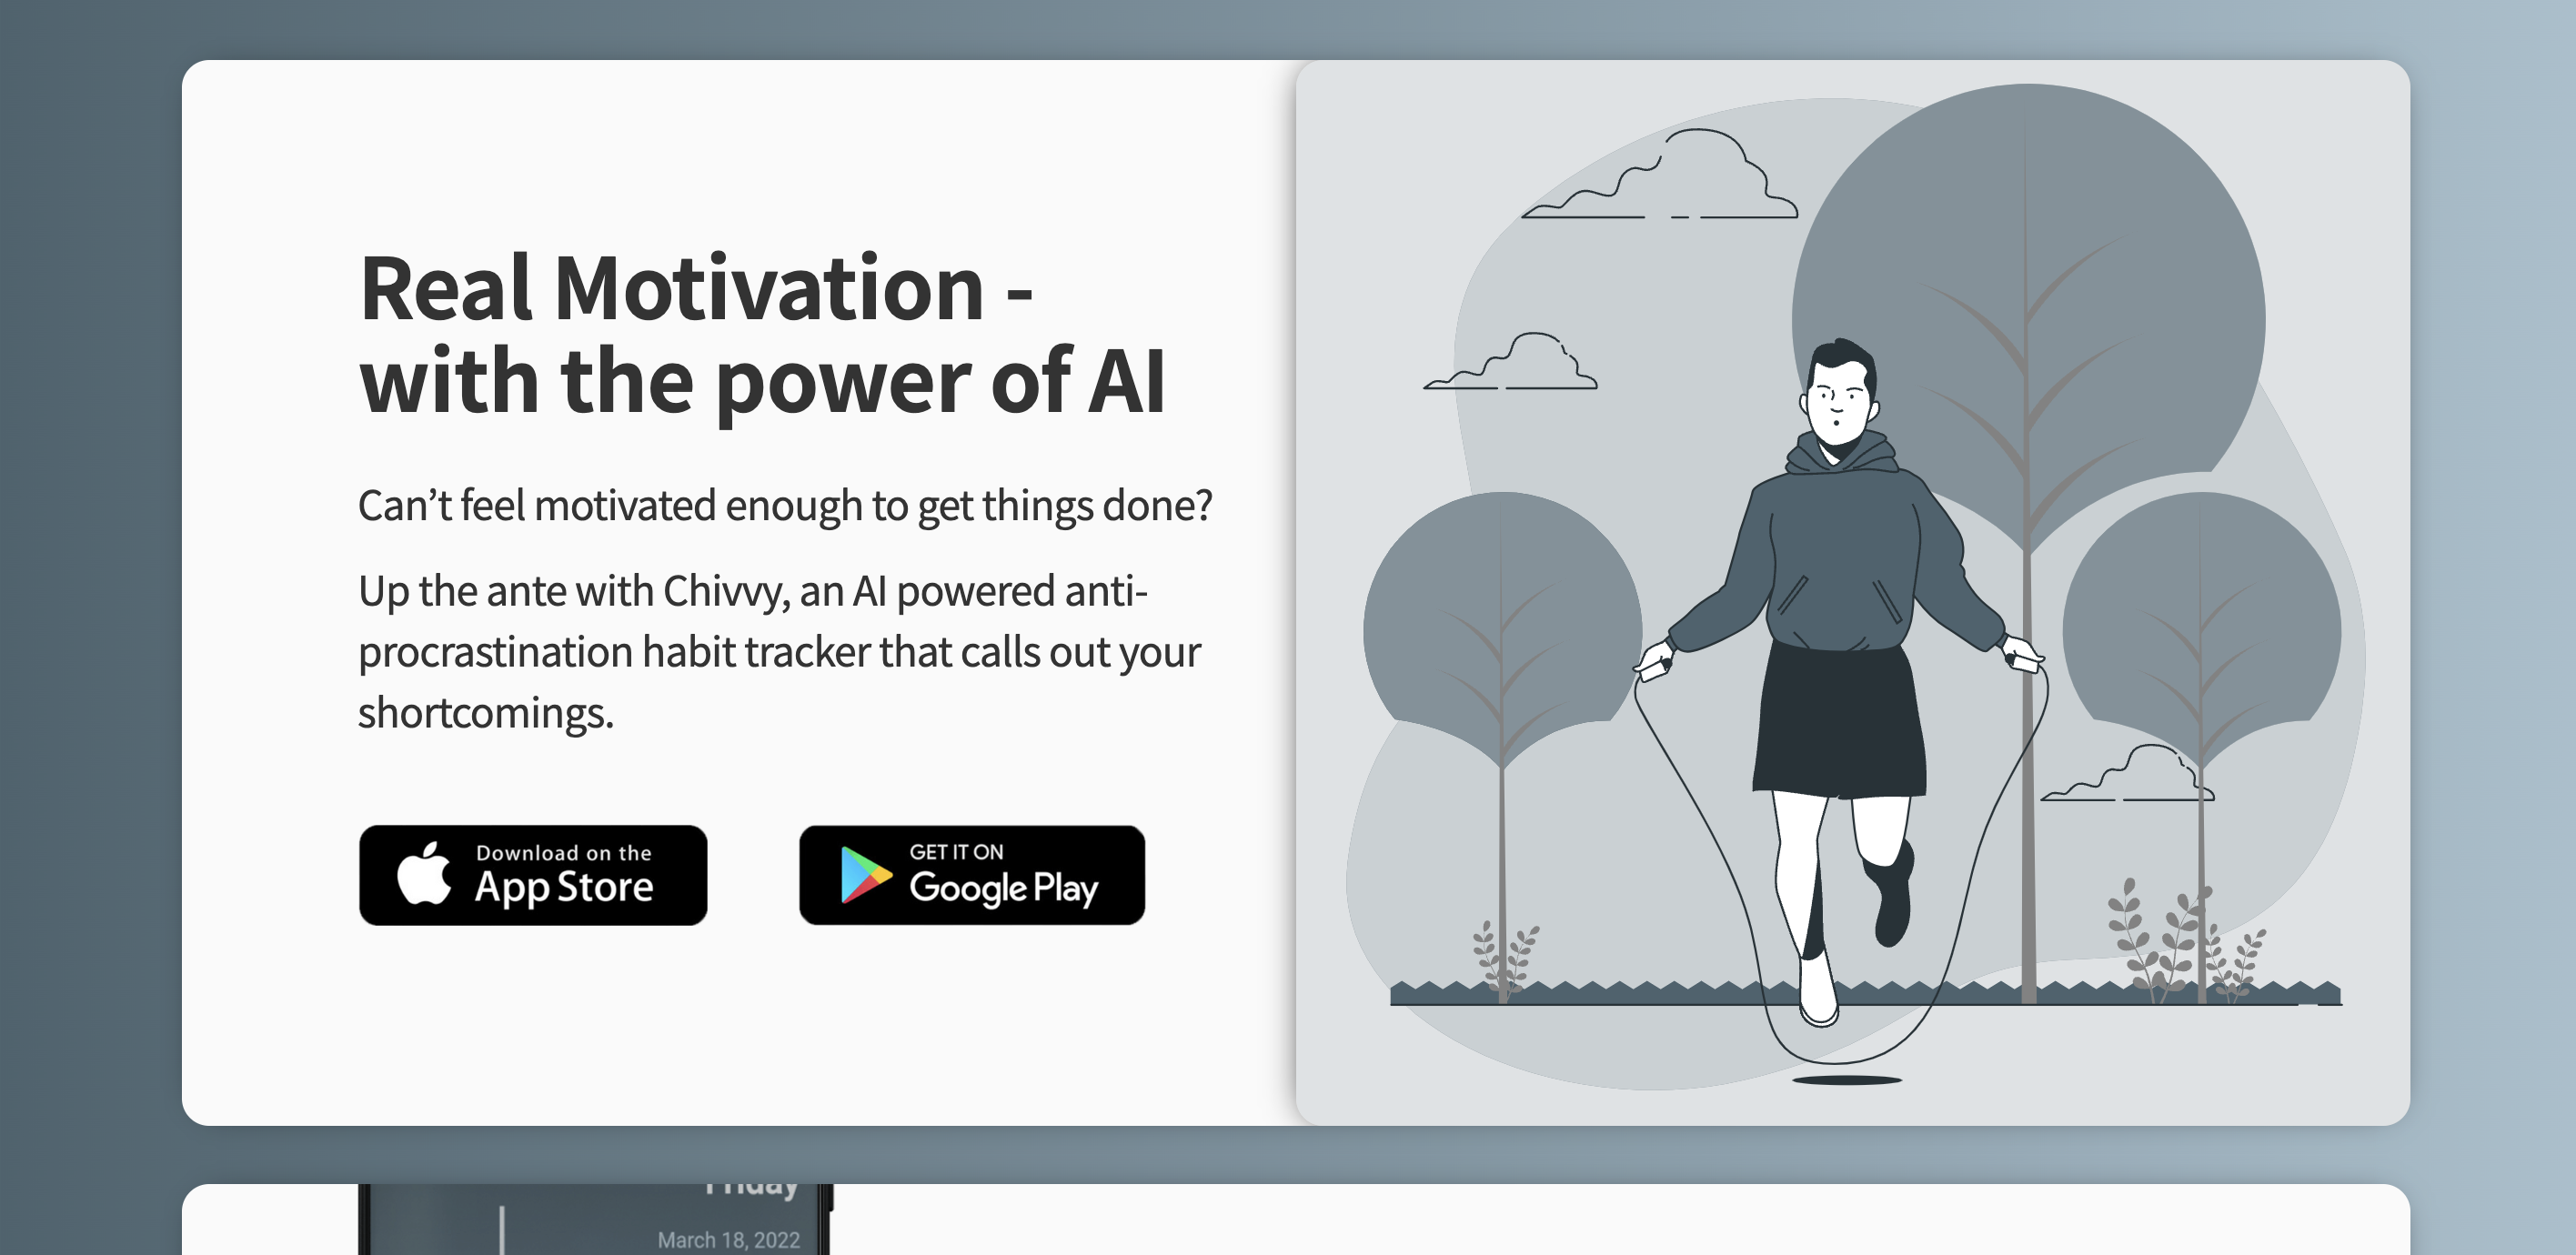 Real Motivation -
with the power of AI
Can’t feel motivated enough to get things done?
Up the ante with Chivvy, an AI powered anti-
procrastination habit tracker that calls out your
shortcomings.
Download on the
App Store
GET IT ON
Google Play
Friday
March 18, 2022